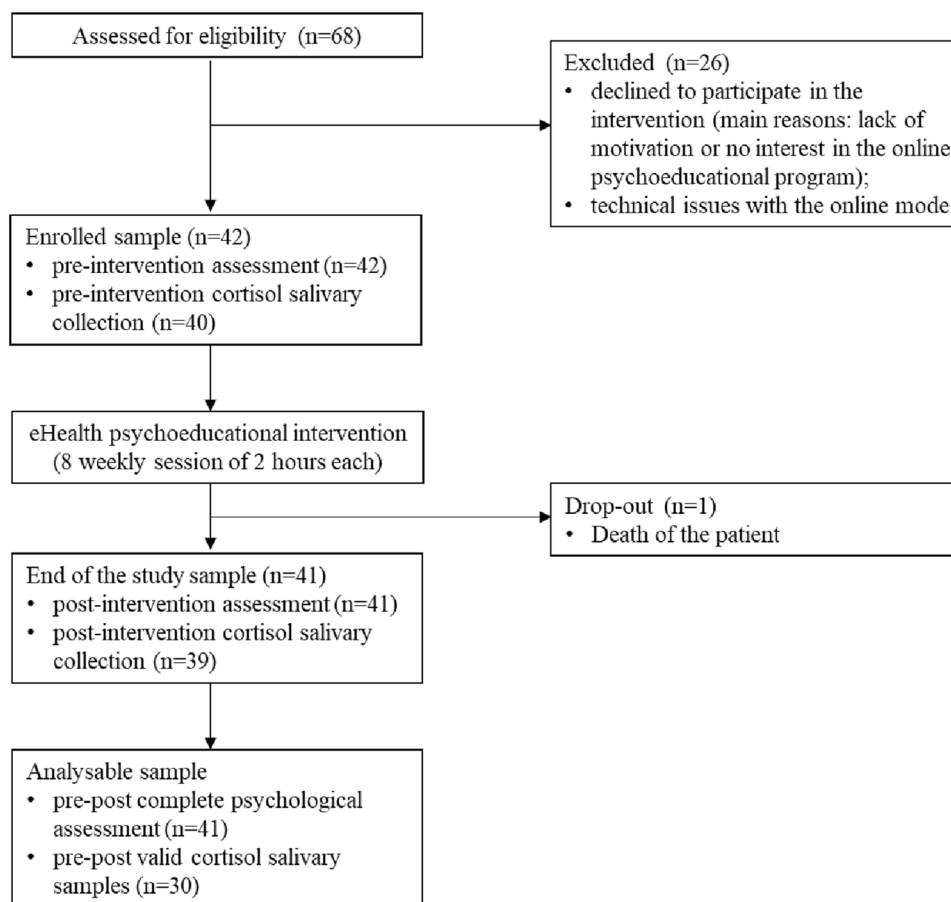 Assessed for eligibility (n=68)
Excluded (n=26)
• declined to participate in the
intervention (main reasons: lack of
motivation or no interest in the online
psychoeducational program);
• technical issues with the online mode
Enrolled sample (n=42)
• pre-intervention assessment (n=42)
• pre-intervention cortisol salivary
collection (n=40)
eHealth psychoeducational intervention
(8 weekly session of 2 hours each)
Drop-out (n=1)
• Death of the patient
End of the study sample (n=41)
• post-intervention assessment (n=41)
• post-intervention cortisol salivary
collection (n=39)
Analysable sample
• pre-post complete psychological
assessment (n=41)
• pre-post valid cortisol salivary
samples (n=30)